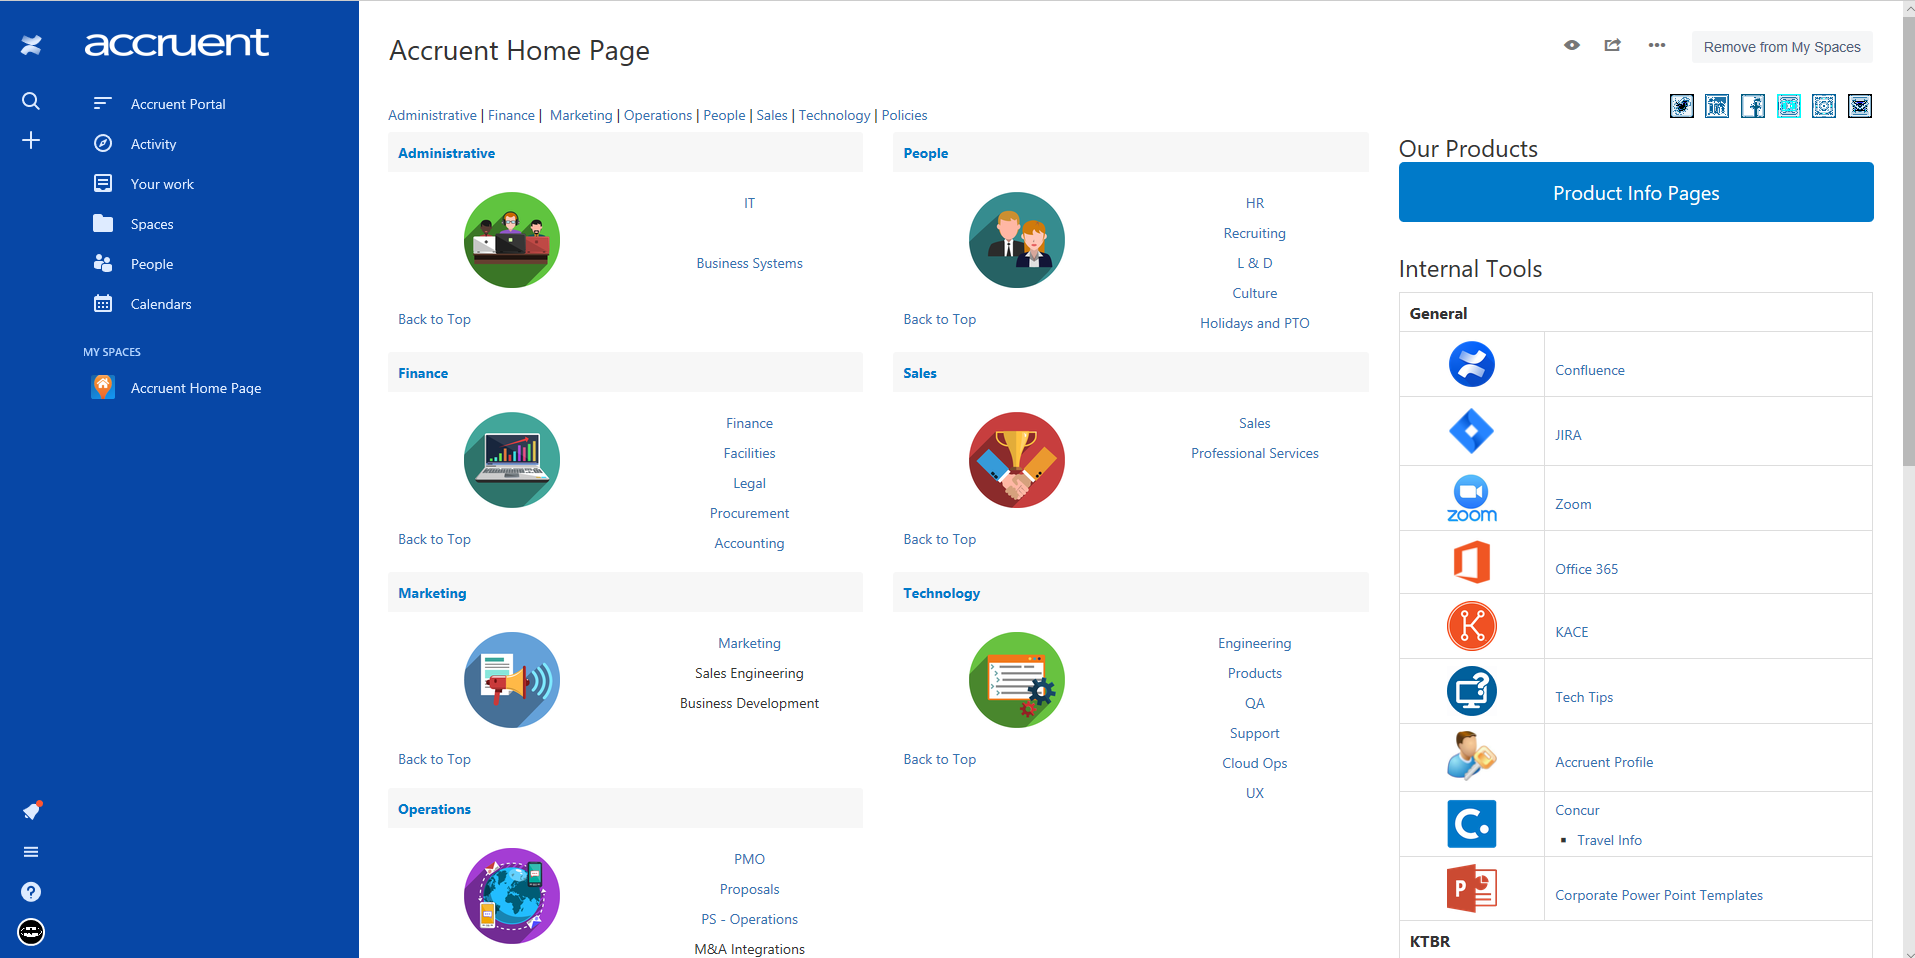 accruent
Accruent Portal
Activity
Your work
Spaces
People
Calendars
MY SPACES
Accruent Home Page
Accruent Home Page
Remove from My Spaces
Administrative | Finance | Marketing | Operations | People | Sales | Technology | Policies
Administrative
IT
Business Systems
Back to Top
People
HR
Recruiting
L & D
Culture
Holidays and PTO
Back to Top
Finance
Finance
Facilities
Legal
Procurement
Accounting
Back to Top
Sales
Sales
Professional Services
Back to Top
Marketing
Marketing
Sales Engineering
Business Development
Back to Top
Technology
Engineering
Products
QA
Support
Cloud Ops
UX
Back to Top
Operations
PMO
Proposals
PS - Operations
M&A Integrations
Our Products
Product Info Pages
Internal Tools
General
Confluence
JIRA
zoom
Zoom
Office 365
KACE
Tech Tips
Accruent Profile
Concur
▪ Travel Info
Corporate Power Point Templates
KTBR